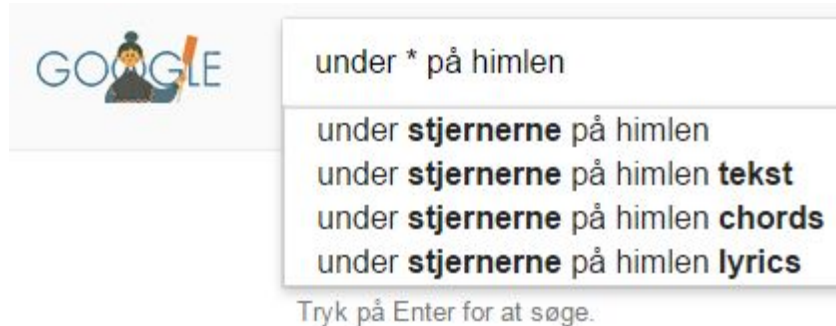 GOOGLE
under * på himlen
under stjernerne på himlen
under stjernerne på himlen tekst
under stjernerne på himlen chords
under stjernerne på himlen lyrics
Tryk på Enter for at søge.